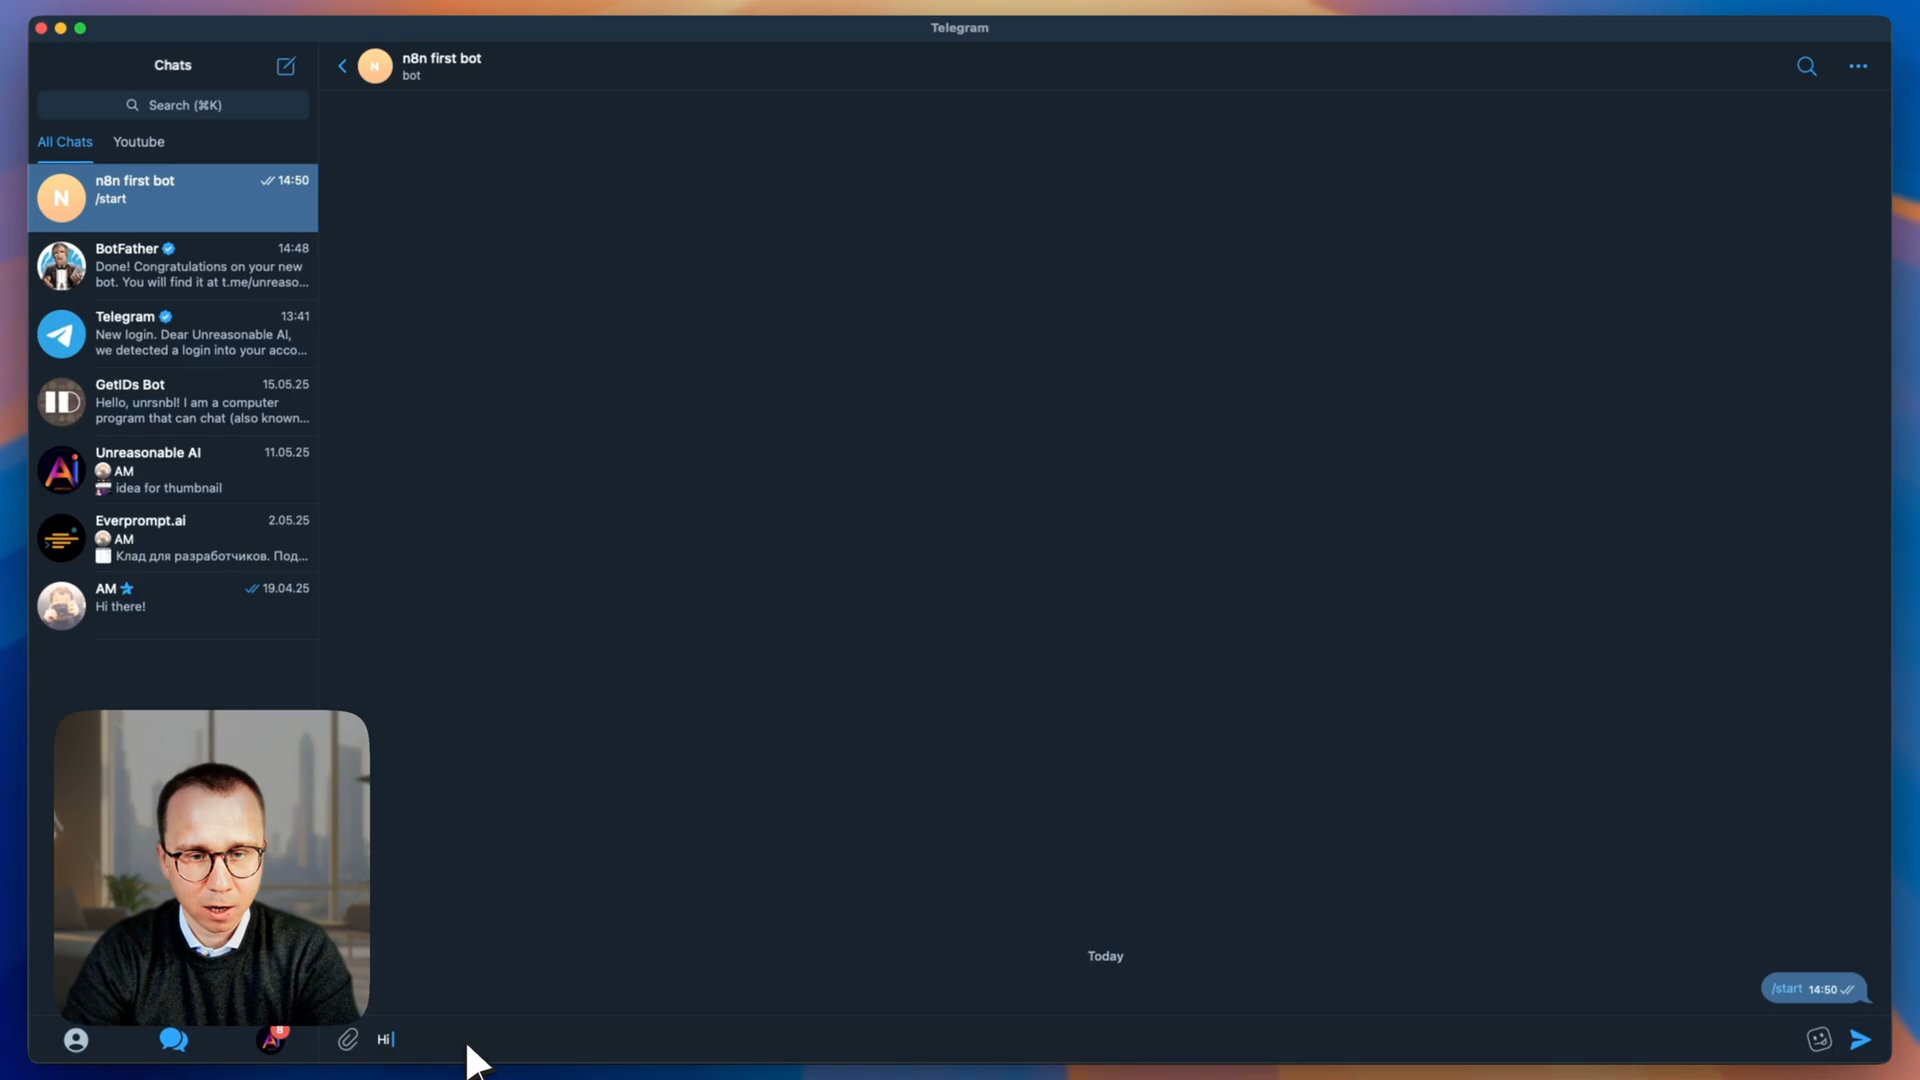 Telegram
Chats
Search (⌘K)
All Chats Youtube
N
n8n first bot 14:50
/start
BotFather 14:48
Done! Congratulations on your new
bot. You will find it at t.me/unreaso...
Telegram 13:41
New login. Dear Unreasonable AI,
we detected a login into your acco...
ID
GetIDs Bot 15.05.25
Hello, unrsnbl! I am a computer
program that can chat (also known...
Ai
Unreasonable AI 11.05.25
AM
idea for thumbnail
Everprompt.ai 2.05.25
AM
Клад для разработчиков. Под...
AM 19.04.25
Hi there!
8
N
n8n first bot
bot
Today
/start 14:50
Hi